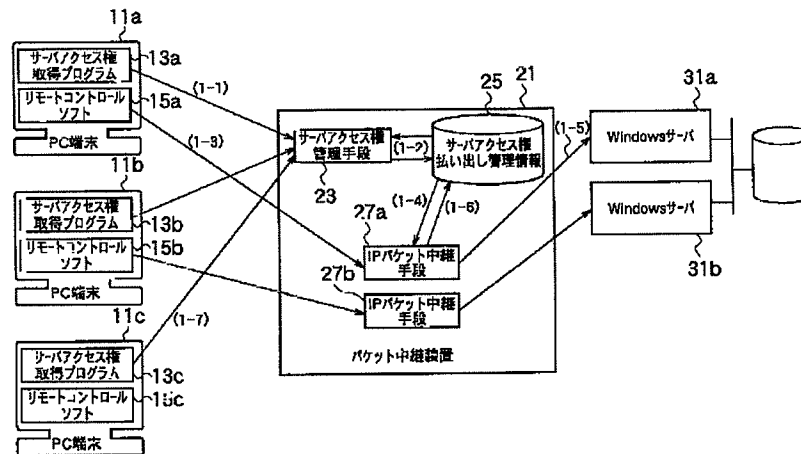 11a
サーバアクセス権
取得プログラム
13a
リモートコントロール
ソフト
15a
PC端末
(1-1)
(1-3)
11b
サーバアクセス権
取得プログラム
13b
リモートコントロール
ソフト
15b
PC端末
11c
サーバアクセス権
取得プログラム
13c
リモートコントロール
ソフト
15c
PC端末
(1-7)
21
サーバアクセス権
管理手段
23
(1-2)
25
サーバアクセス権
払い出し管理情報
(1-4)
(1-6)
27a
IPパケット中継
手段
27b
IPパケット中継
手段
パケット中継装置
(1-5)
31a
Windowsサーバ
Windowsサーバ
31b